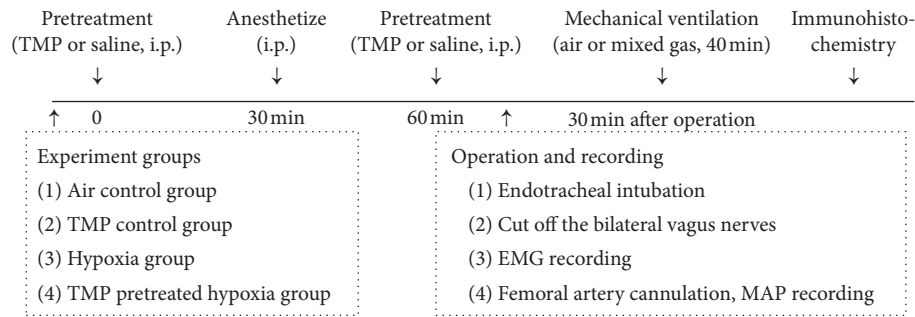 Pretreatment
(TMP or saline, i.p.)
Anesthetize
(i.p.)
Pretreatment
(TMP or saline, i.p.)
Mechanical ventilation
(air or mixed gas, 40 min)
Immunohisto-
chemistry
0
30 min
60 min
30 min after operation
Experiment groups
(1) Air control group
(2) TMP control group
(3) Hypoxia group
(4) TMP pretreated hypoxia group
Operation and recording
(1) Endotracheal intubation
(2) Cut off the bilateral vagus nerves
(3) EMG recording
(4) Femoral artery cannulation, MAP recording